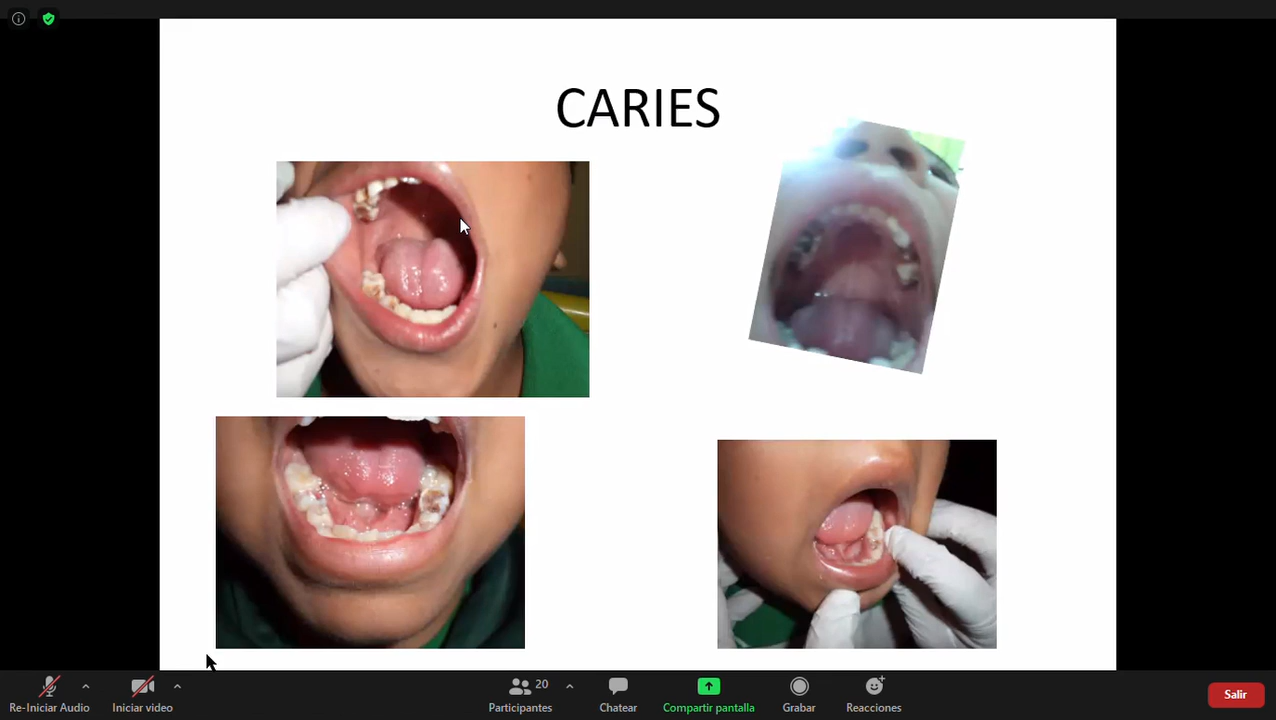 CARIES
20
Re-Iniciar Audio
Iniciar video
Participantes
Chatear
Compartir pantalla
Grabar
Reacciones
Salir